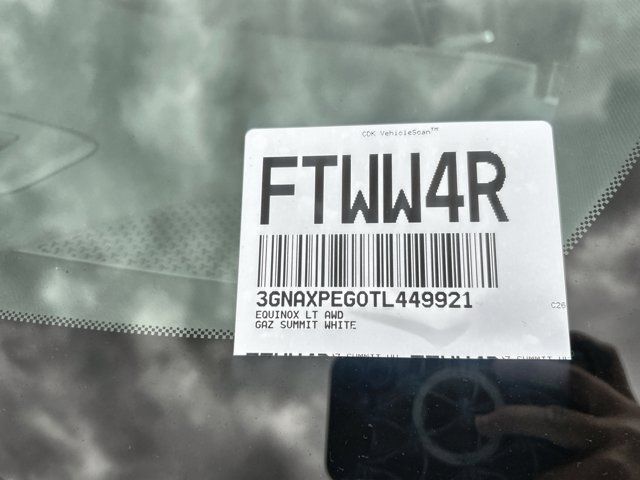 CDK VehicleScan™
FTWW4R
3GNAXPEG0TL449921
EQUINOX LT AWD
GAZ SUMMIT WHITE
C26